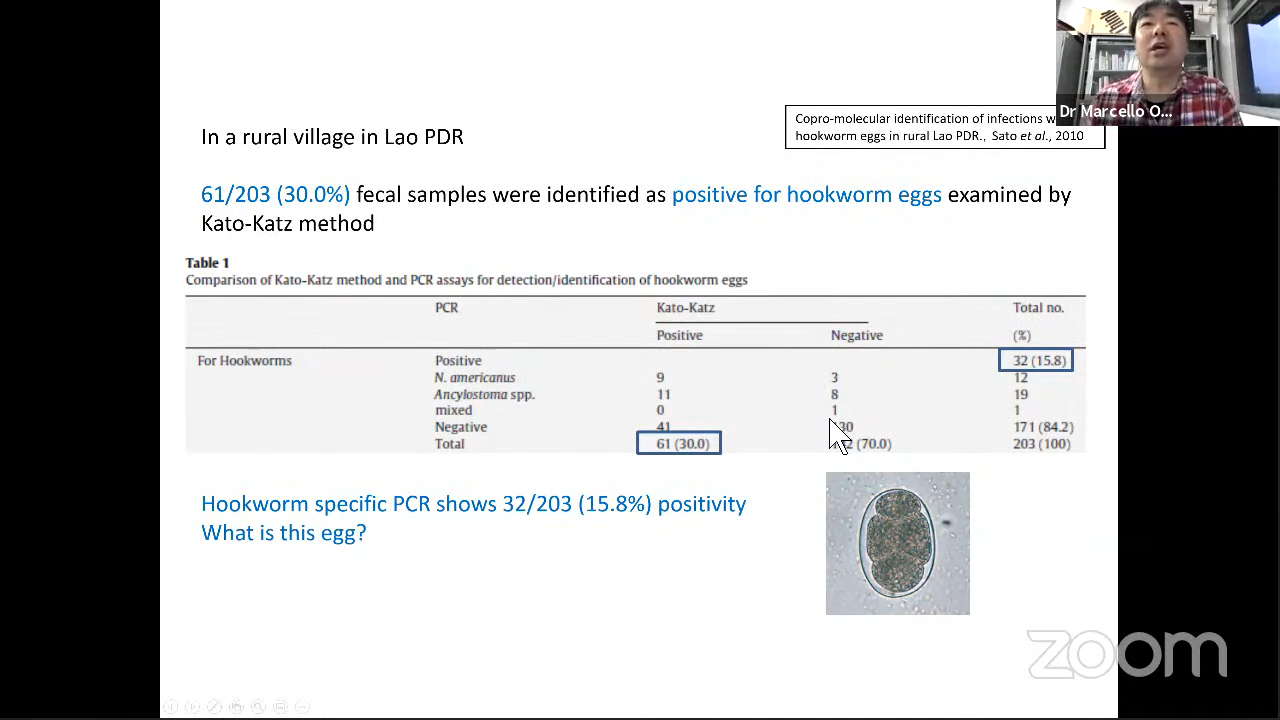 Dr Marcello O...
In a rural village in Lao PDR
Copro-molecular identification of infections w
hookworm eggs in rural Lao PDR., Sato et al., 2010
61/203 (30.0%) fecal samples were identified as positive for hookworm eggs examined by
Kato-Katz method
Table 1
Comparison of Kato-Katz method and PCR assays for detection/identification of hookworm eggs
PCR Kato-Katz Total no.
Positive Negative (%)
For Hookworms Positive 32 (15.8)
N. americanus 9 3 12
Ancylostoma spp. 11 8 19
mixed 0 1 1
Negative 41 30 171 (84.2)
Total 61 (30.0) 2 (70.0) 203 (100)
Hookworm specific PCR shows 32/203 (15.8%) positivity
What is this egg?
zoom